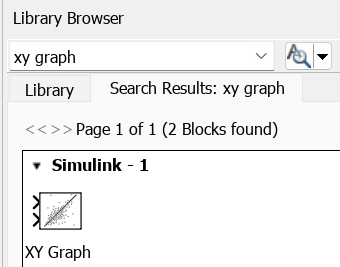 Library Browser
xy graph
Library Search Results: xy graph
<< >> Page 1 of 1 (2 Blocks found)
Simulink - 1
XY Graph